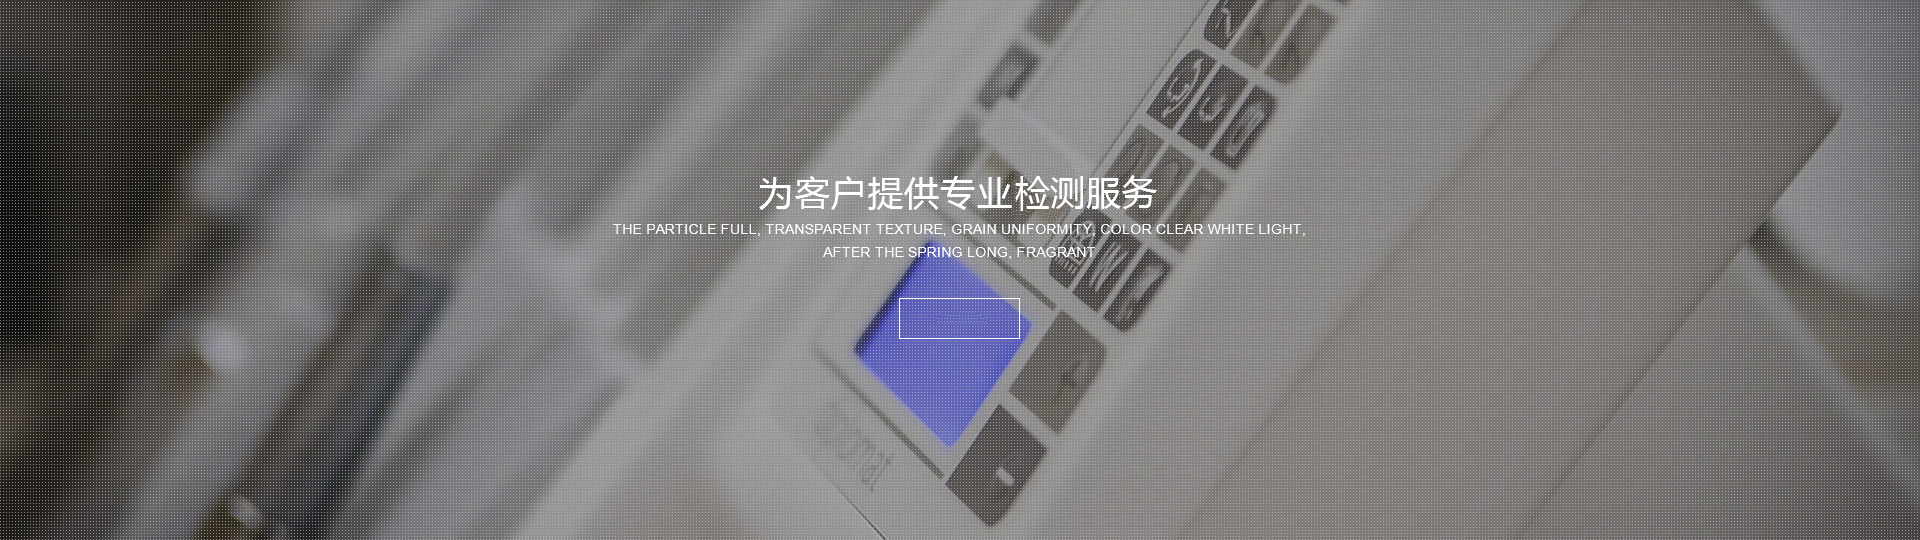 为客户提供专业检测服务
THE PARTICLE FULL, TRANSPARENT TEXTURE, GRAIN UNIFORMITY, COLOR CLEAR WHITE LIGHT,
AFTER THE SPRING LONG, FRAGRANT